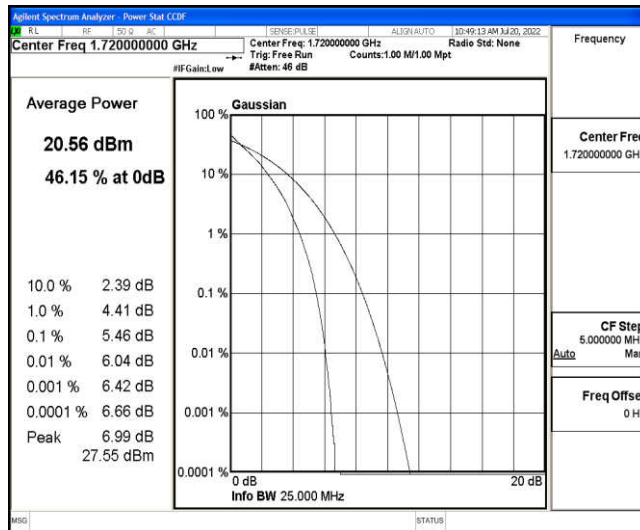 Agilent Spectrum Analyzer - Power Stat CCDF
RL RF 50 Ω AC SENSE:PULSE ALIGN AUTO 10:49:13 AM Jul 20, 2022
Center Freq 1.720000000 GHz
Center Freq: 1.720000000 GHz Radio Std: None
Trig: Free Run Counts:1.00 M/1.00 Mpt
#IFGain:Low #Atten: 46 dB
Frequency
Average Power
20.56 dBm
46.15 % at 0dB
10.0 % 2.39 dB
1.0 % 4.41 dB
0.1 % 5.46 dB
0.01 % 6.04 dB
0.001 % 6.42 dB
0.0001 % 6.66 dB
Peak 6.99 dB
27.55 dBm
Gaussian
100 %
10 %
1 %
0.1 %
0.01 %
0.001 %
0.0001 %
0 dB 20 dB
Info BW 25.000 MHz
Center Fre
1.720000000 GH
CF Step
5.000000 MH
Auto Ma
Freq Offse
0 H
MSG STATUS